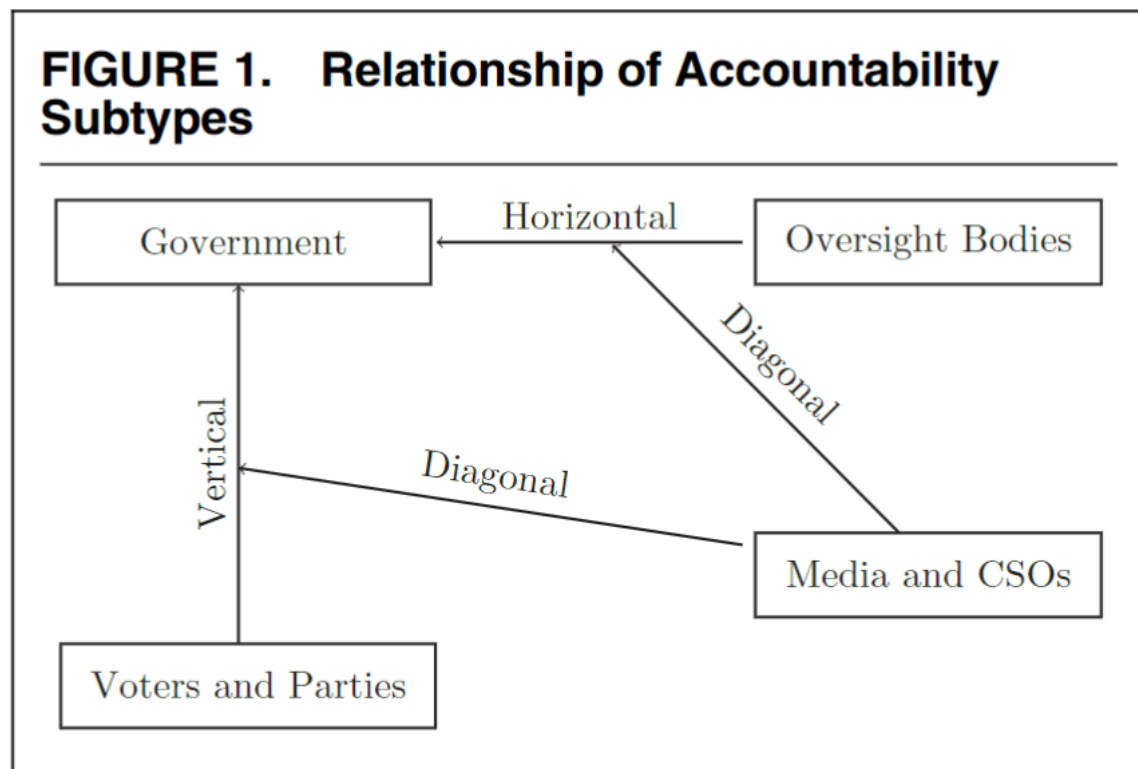 FIGURE 1. Relationship of Accountability
Subtypes
Government
Horizontal
Oversight Bodies
Diagonal
Vertical
Diagonal
Media and CSOs
Voters and Parties